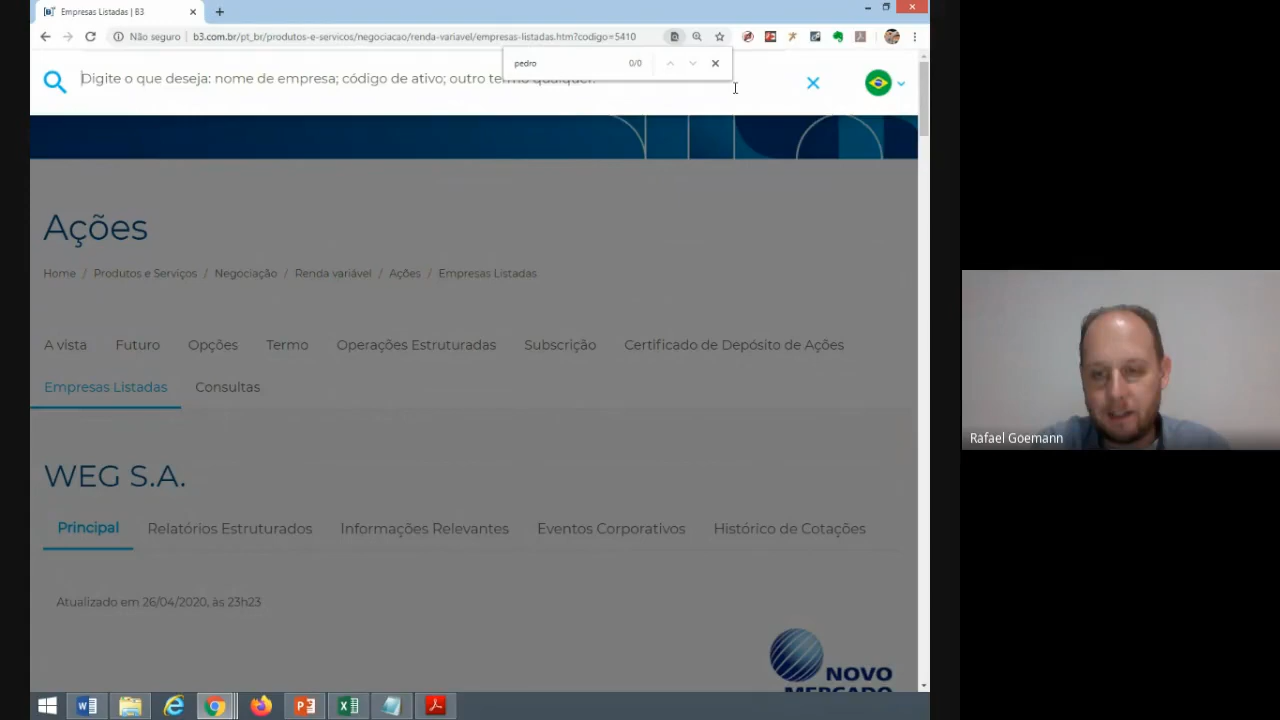 Empresas Listadas | B3
Não seguro
b3.com.br/pt_br/produtos-e-servicos/negociacao/renda-variavel/empresas-listadas.htm?codigo=5410
pedro
0/0
Digite o que deseja: nome de empresa; código de ativo; outro termo qualquer.
Ações
Home / Produtos e Serviços / Negociação / Renda variável / Ações / Empresas Listadas
A vista Futuro Opções Termo Operações Estruturadas Subscrição Certificado de Depósito de Ações
Empresas Listadas Consultas
WEG S.A.
Principal Relatórios Estruturados Informações Relevantes Eventos Corporativos Histórico de Cotações
Atualizado em 26/04/2020, às 23h23
NOVO
MERCADO
Rafael Goemann